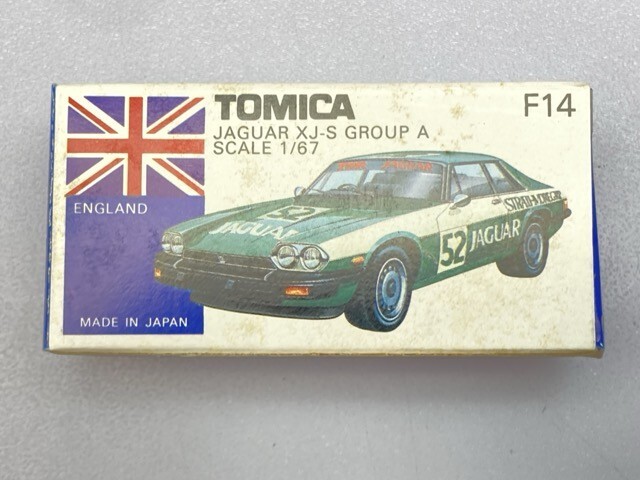 TOMICA
F14
JAGUAR XJ-S GROUP A
SCALE 1/67
ENGLAND
52
JAGUAR
52
JAGUAR
MADE IN JAPAN